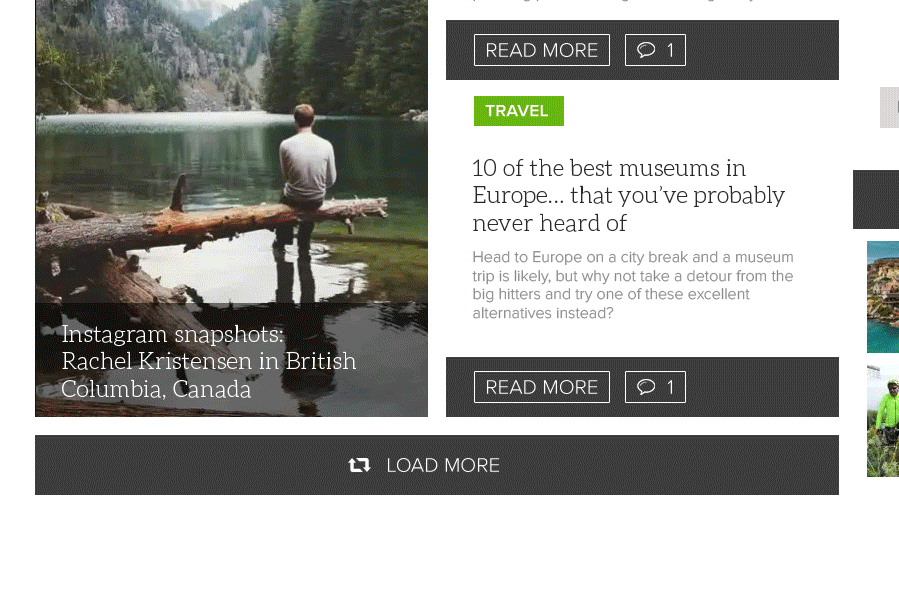 READ MORE
1
TRAVEL
10 of the best museums in
Europe... that you've probably
never heard of
Head to Europe on a city break and a museum
trip is likely, but why not take a detour from the
big hitters and try one of these excellent
alternatives instead?
Instagram snapshots:
Rachel Kristensen in British
Columbia, Canada
READ MORE
1
LOAD MORE